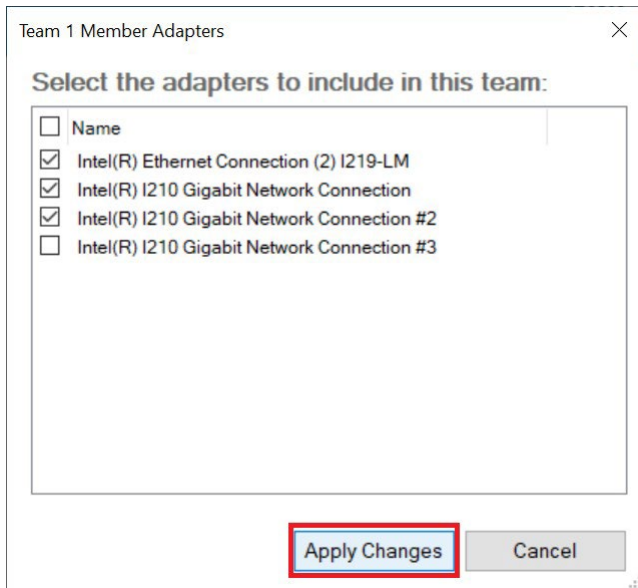 Team 1 Member Adapters
Select the adapters to include in this team:
Name
Intel(R) Ethernet Connection (2) I219-LM
Intel(R) I210 Gigabit Network Connection
Intel(R) I210 Gigabit Network Connection #2
Intel(R) I210 Gigabit Network Connection #3
Apply Changes
Cancel